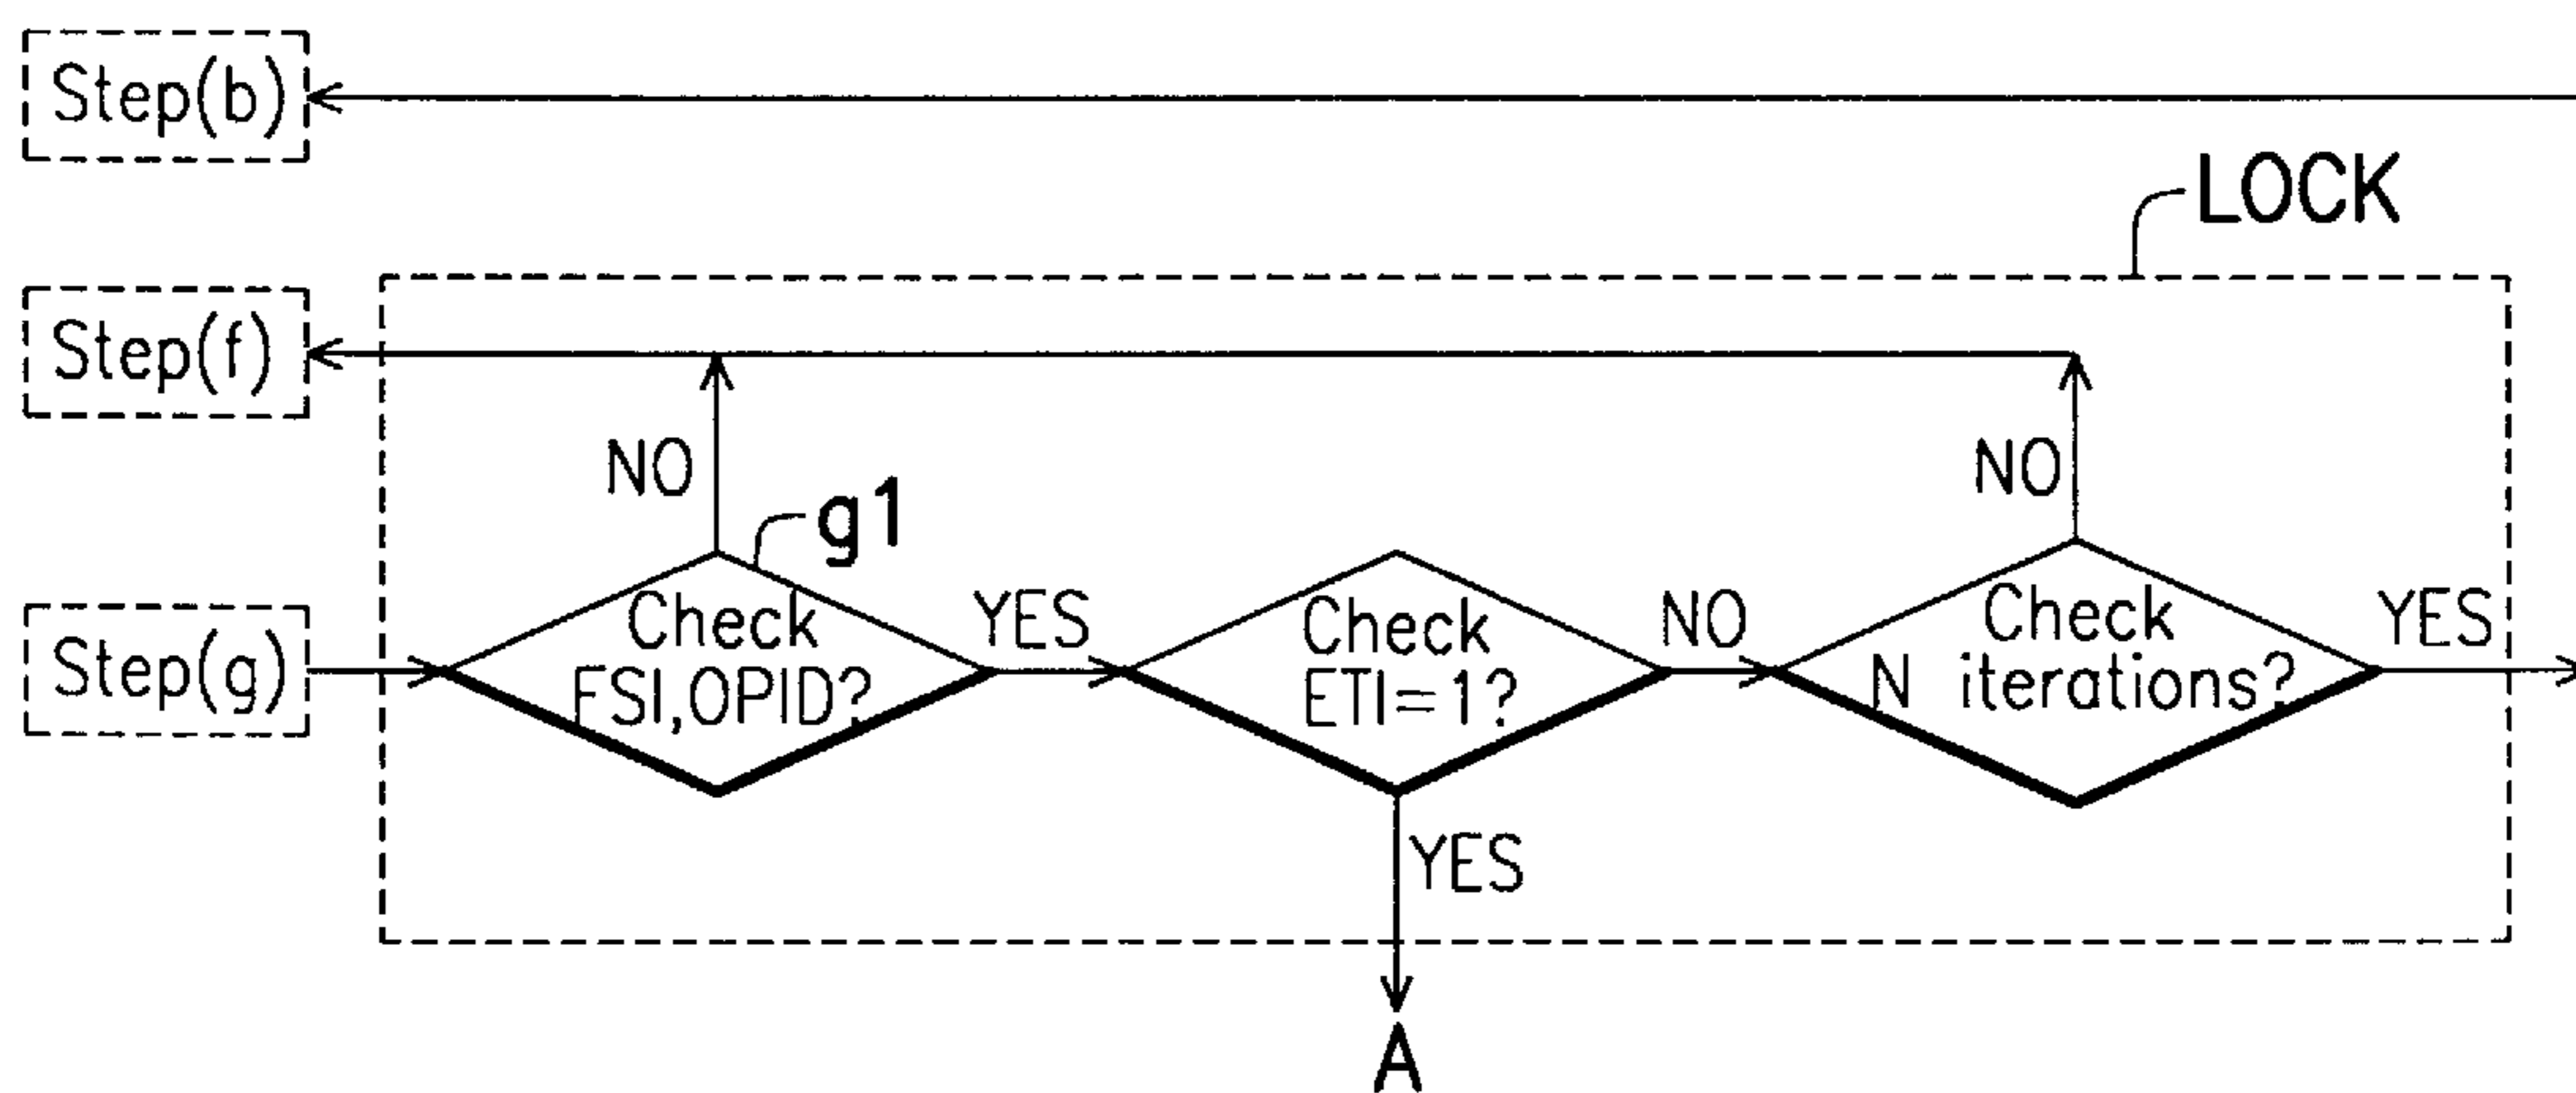 Step(b)
LOCK
Step(f)
NO
NO
g1
Step(g)
Check
FSI,OPID?
YES
Check
ETI=1?
NO
Check
N iterations?
YES
YES
A